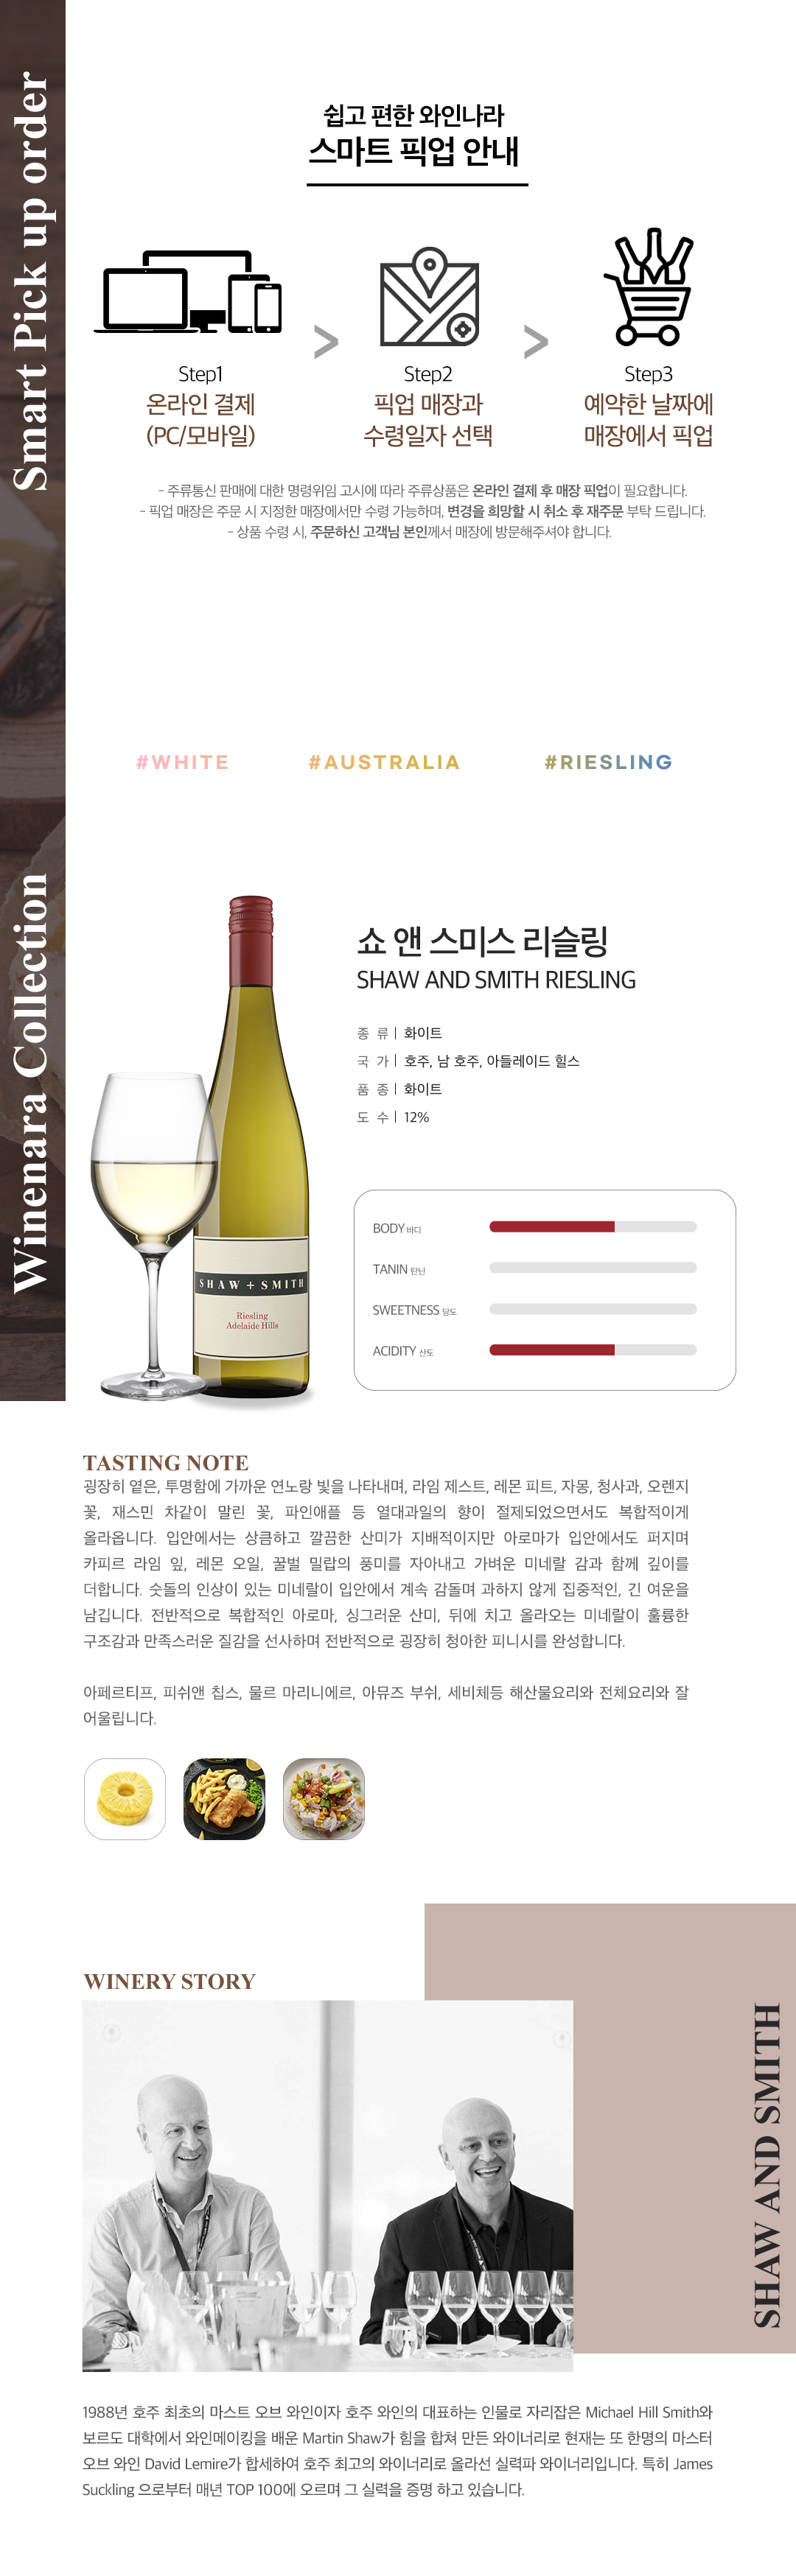 Smart Pick up order
쉽고 편한 와인나라
스마트 픽업 안내
Step1
온라인 결제
(PC/모바일)
>
Step2
픽업 매장과
수령일자 선택
>
Step3
예약한 날짜에
매장에서 픽업
- 주류통신 판매에 대한 명령위임 고시에 따라 주류상품은 온라인 결제 후 매장 픽업이 필요합니다.
- 픽업 매장은 주문 시 지정한 매장에서만 수령 가능하며, 변경을 희망할 시 취소 후 재주문 부탁 드립니다.
- 상품 수령 시, 주문하신 고객님 본인께서 매장에 방문해주셔야 합니다.
#WHITE #AUSTRALIA #RIESLING
Winenara Collection
쇼 앤 스미스 리슬링
SHAW AND SMITH RIESLING
종 류 | 화이트
국 가 | 호주, 남 호주, 아들레이드 힐스
품 종 | 화이트
도 수 | 12%
SHAW + SMITH
Riesling
Adelaide Hills
BODY 바디
TANIN 탄닌
SWEETNESS 당도
ACIDITY 산도
TASTING NOTE
굉장히 옅은, 투명함에 가까운 연노랑 빛을 나타내며, 라임 제스트, 레몬 피트, 자몽, 청사과, 오렌지
꽃, 재스민 차같이 말린 꽃, 파인애플 등 열대과일의 향이 절제되었으면서도 복합적이게
올라옵니다. 입안에서는 상큼하고 깔끔한 산미가 지배적이지만 아로마가 입안에서도 퍼지며
카피르 라임 잎, 레몬 오일, 꿀벌 밀랍의 풍미를 자아내고 가벼운 미네랄 감과 함께 깊이를
더합니다. 숫돌의 인상이 있는 미네랄이 입안에서 계속 감돌며 과하지 않게 집중적인, 긴 여운을
남깁니다. 전반적으로 복합적인 아로마, 싱그러운 산미, 뒤에 치고 올라오는 미네랄이 훌륭한
구조감과 만족스러운 질감을 선사하며 전반적으로 굉장히 청아한 피니시를 완성합니다.
아페르티프, 피쉬앤 칩스, 물르 마리니에르, 아뮤즈 부쉬, 세비체등 해산물요리와 전체요리와 잘
어울립니다.
WINERY STORY
SHAW AND SMITH
1988년 호주 최초의 마스트 오브 와인이자 호주 와인의 대표하는 인물로 자리잡은 Michael Hill Smith와
보르도 대학에서 와인메이킹을 배운 Martin Shaw가 힘을 합쳐 만든 와이너리로 현재는 또 한명의 마스터
오브 와인 David Lemire가 합세하여 호주 최고의 와이너리로 올라선 실력파 와이너리입니다. 특히 James
Suckling 으로부터 매년 TOP 100에 오르며 그 실력을 증명 하고 있습니다.